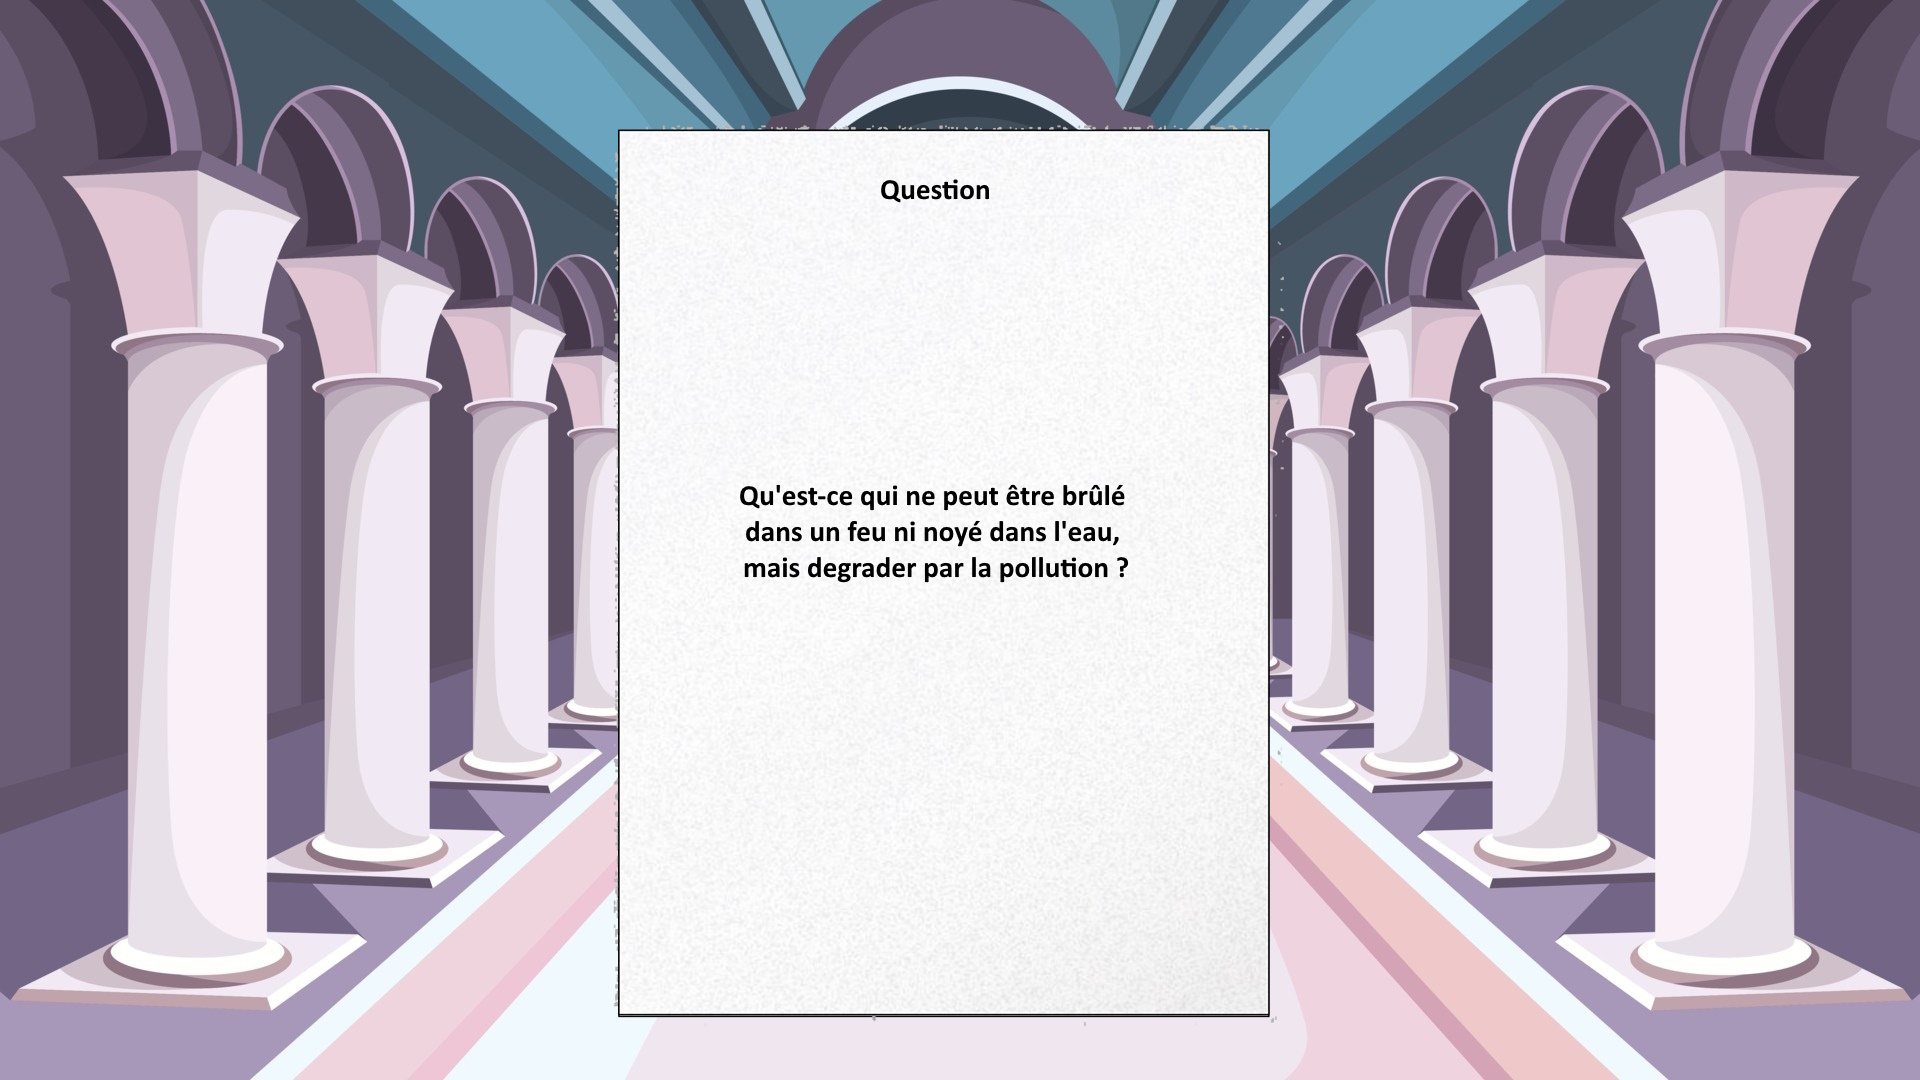 Question
Qu'est-ce qui ne peut être brûlé
dans un feu ni noyé dans l'eau,
mais degrader par la pollution ?